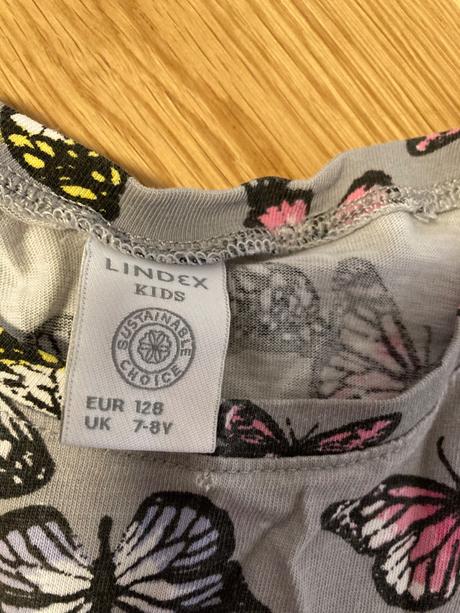 LINDEX
KIDS
SUSTAINABLE
CHOICE
EUR 128
UK 7-8Y